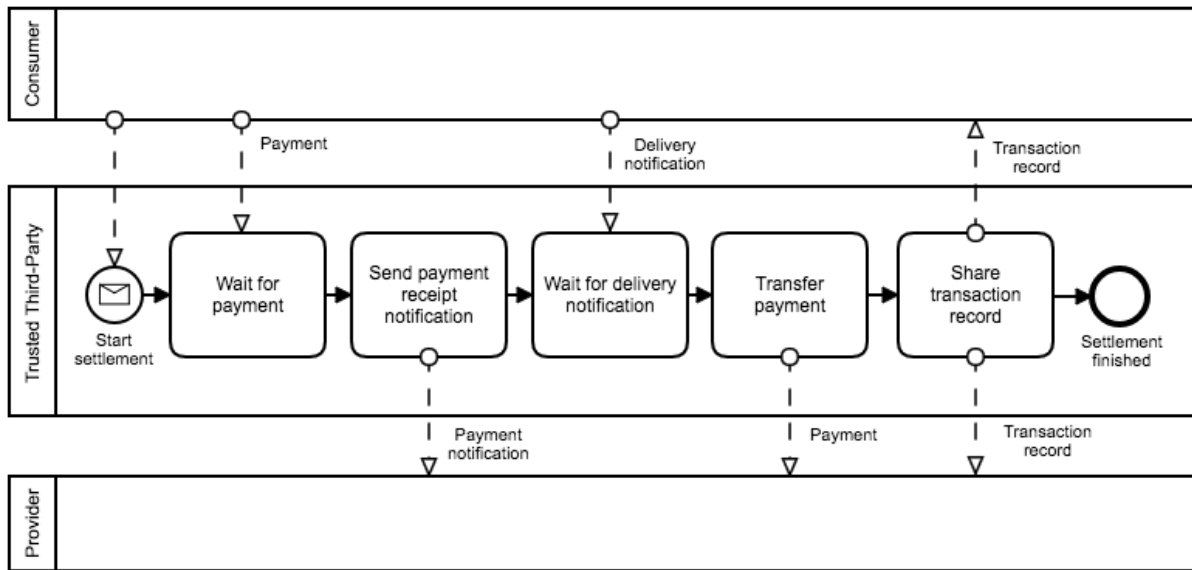 Consumer
Payment
Delivery
notification
Transaction
record
Trusted Third-Party
Start
settlement
Wait for
payment
Send payment
receipt
notification
Wait for delivery
notification
Transfer
payment
Share
transaction
record
Settlement
finished
Payment
notification
Payment
Transaction
record
Provider